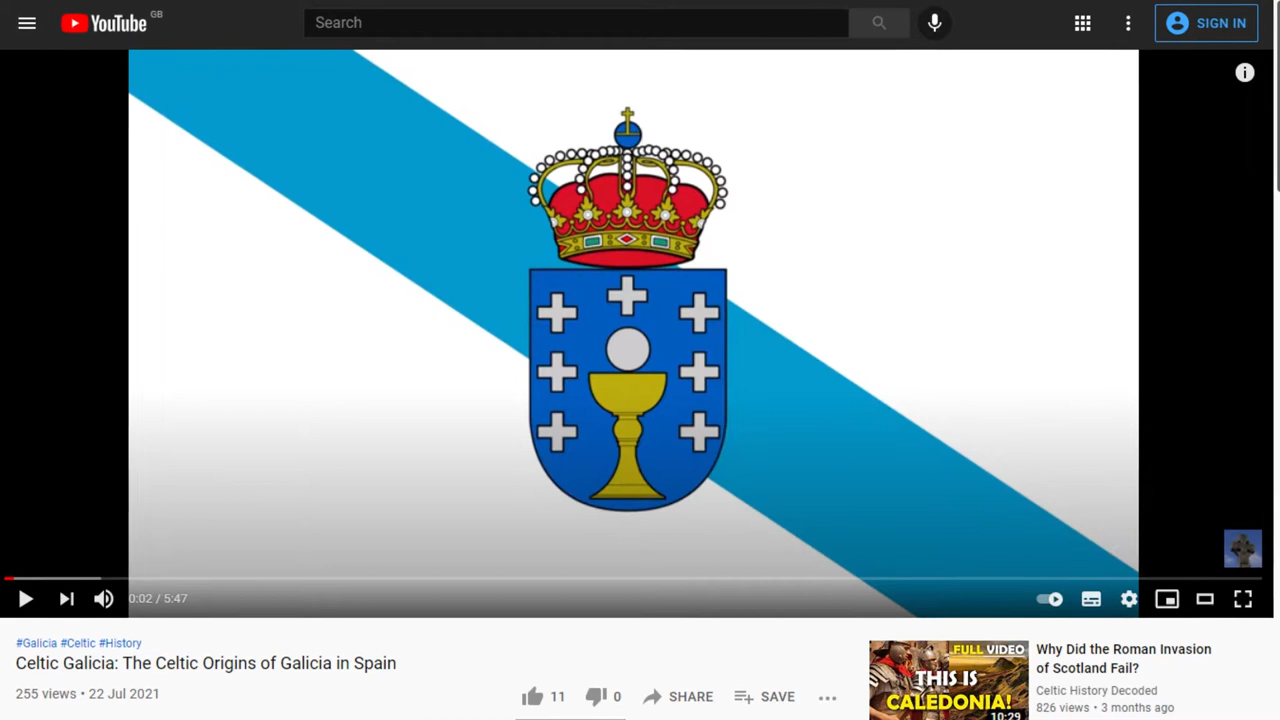 YouTube GB
Search
SIGN IN
i
0:02 / 5:47
#Galicia #Celtic #History
Celtic Galicia: The Celtic Origins of Galicia in Spain
255 views • 22 Jul 2021
11
0
SHARE
SAVE
FULL VIDEO
THIS IS
CALEDONIA!
10:29
Why Did the Roman Invasion
of Scotland Fail?
Celtic History Decoded
826 views • 3 months ago